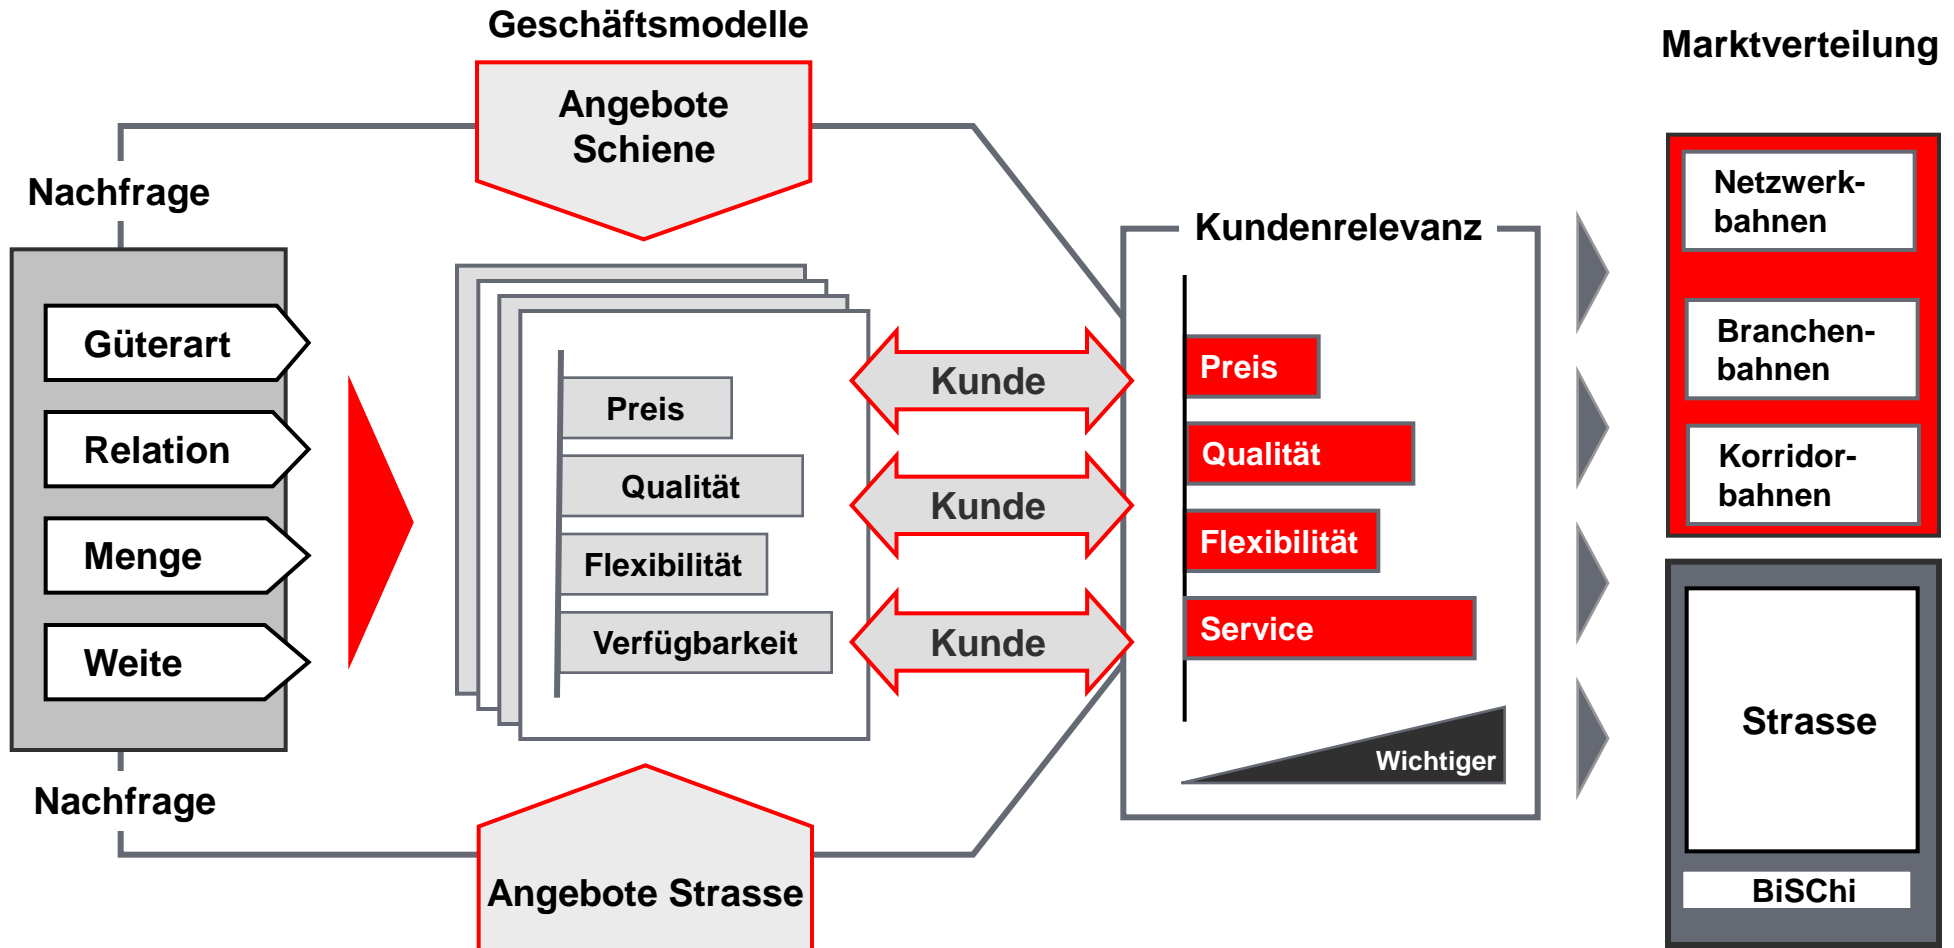 Geschäftsmodelle
Marktverteilung
Angebote
Schiene
Nachfrage
Güterart
Relation
Menge
Weite
Nachfrage
Preis
Qualität
Flexibilität
Verfügbarkeit
Angebote Strasse
Kunde
Kunde
Kunde
Kundenrelevanz
Preis
Qualität
Flexibilität
Service
Wichtiger
Netzwerk-
bahnen
Branchen-
bahnen
Korridor-
bahnen
Strasse
BiSChi